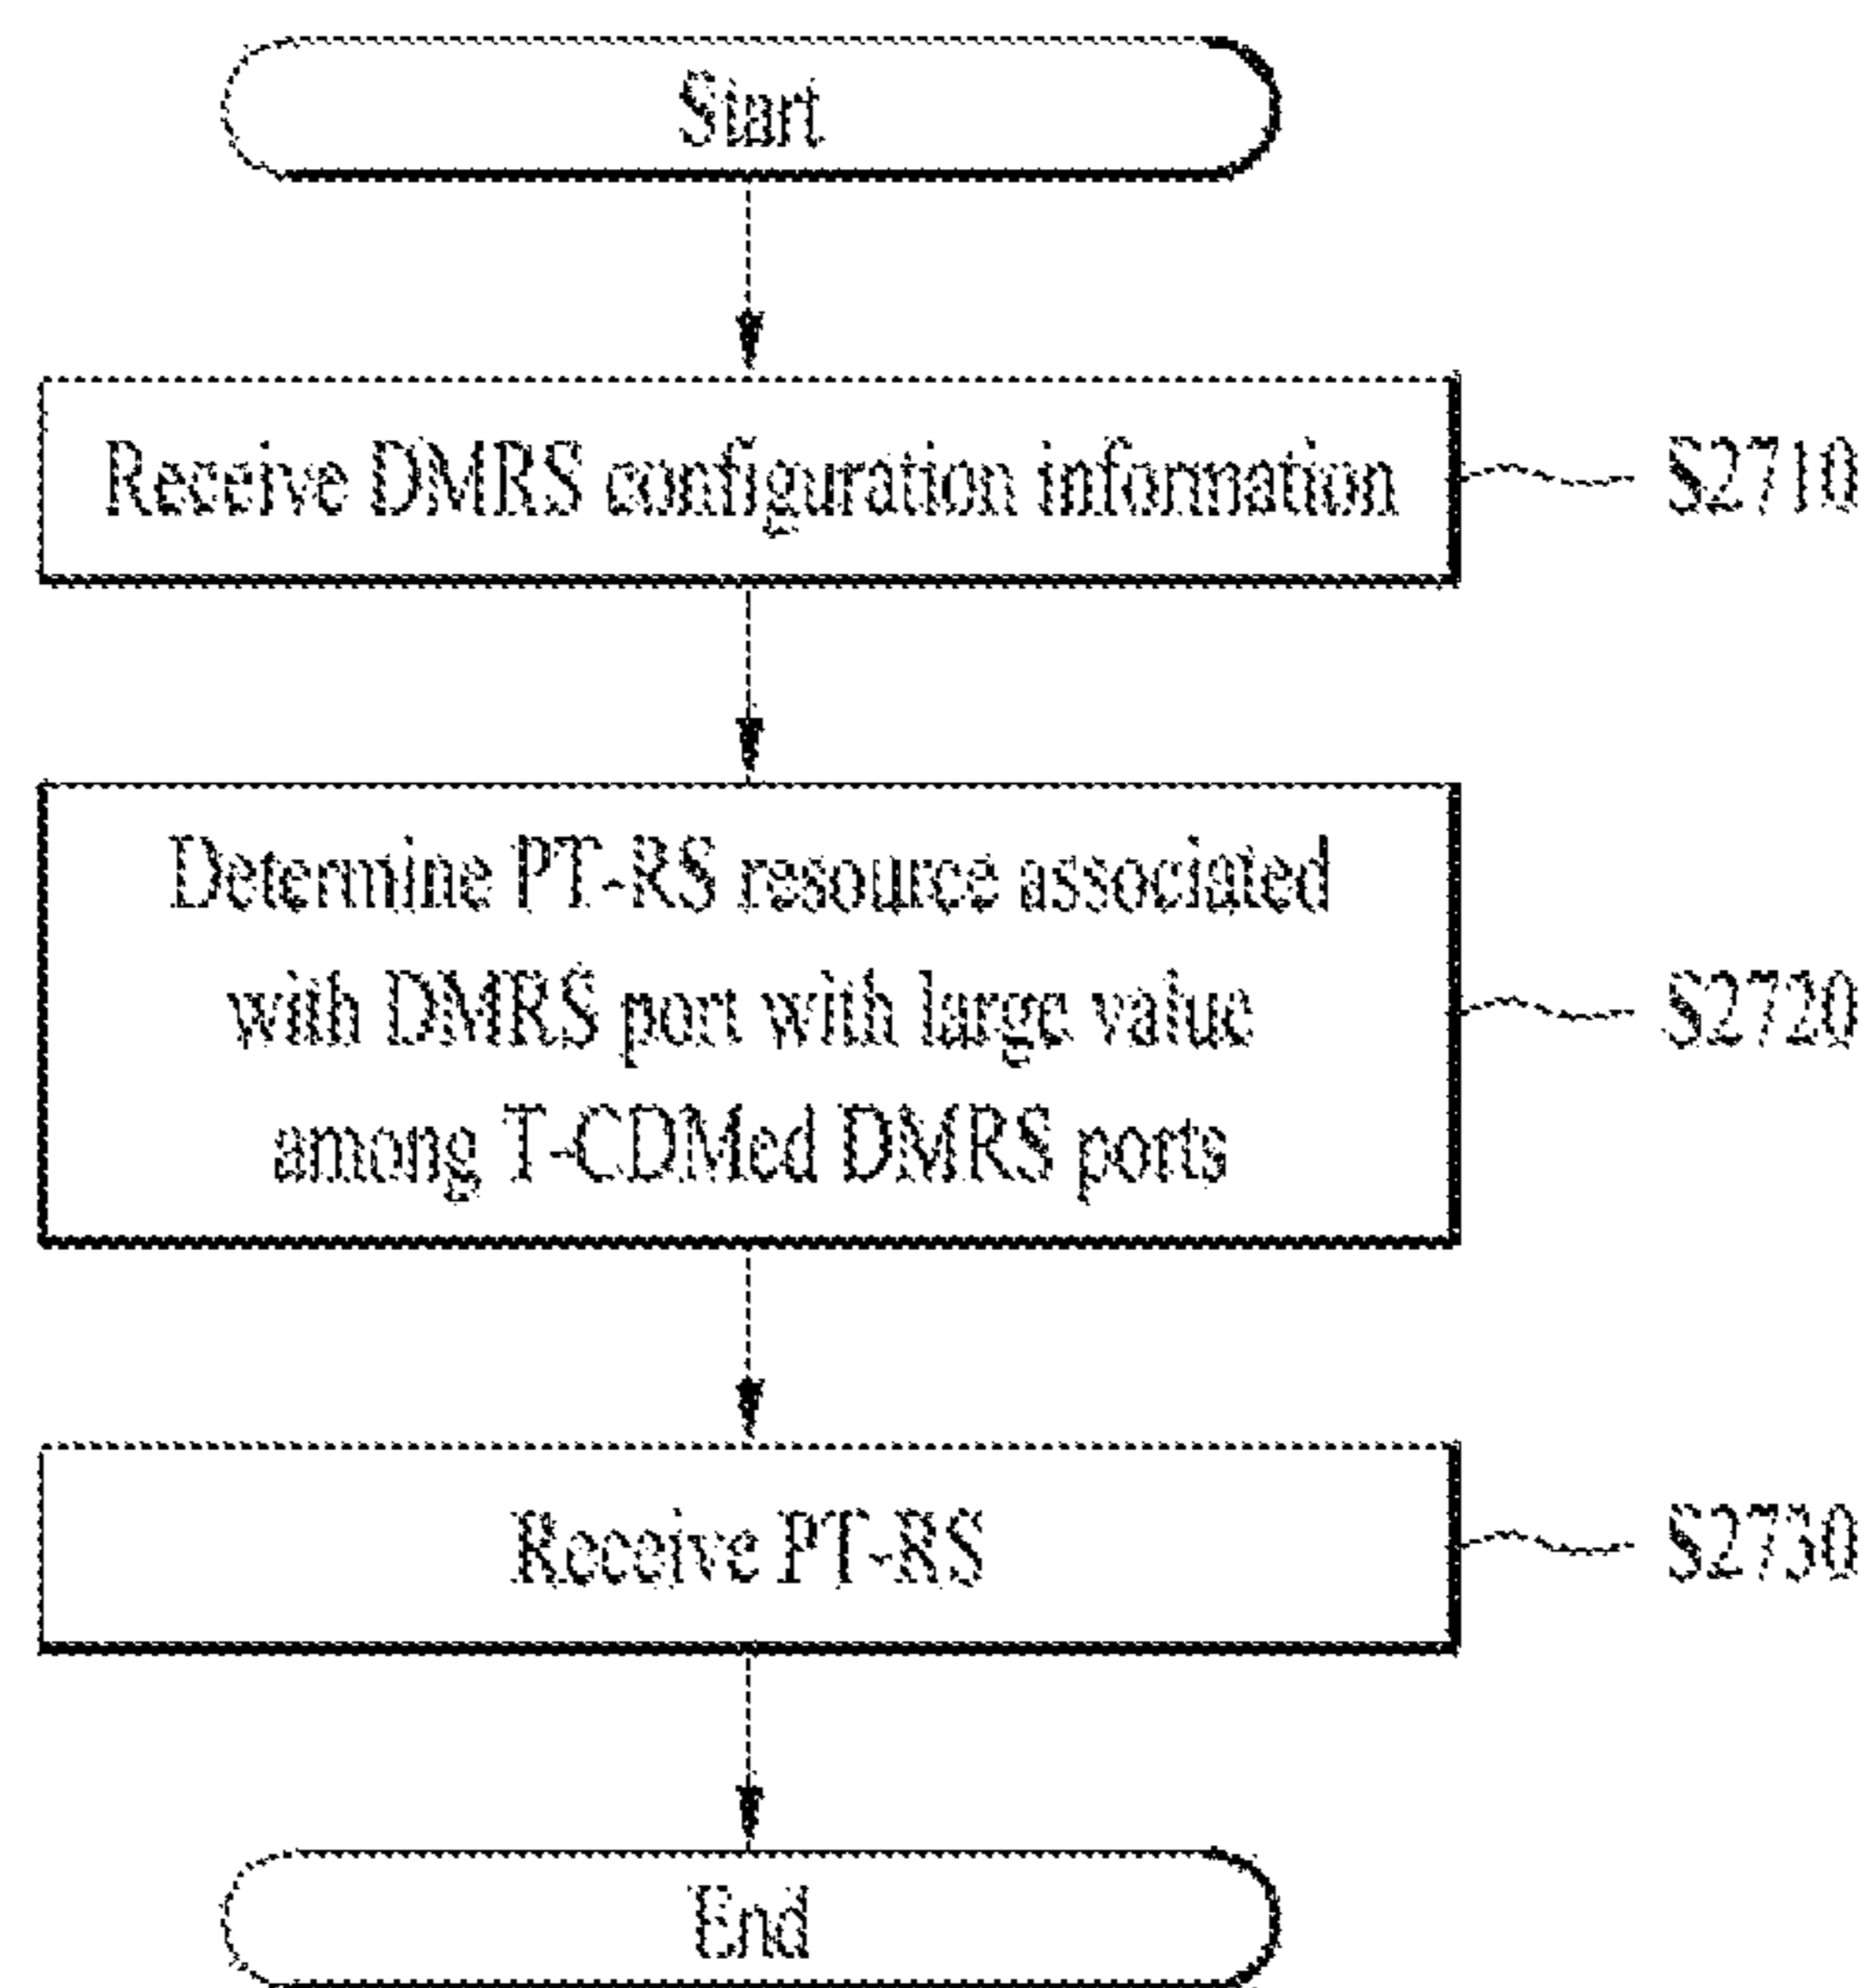 Start
Receive DMRS configuration information
S2710
Determine PT-RS resource associated
with DMRS port with large value
among T-CDMed DMRS ports
S2720
Receive PT-RS
S2730
End